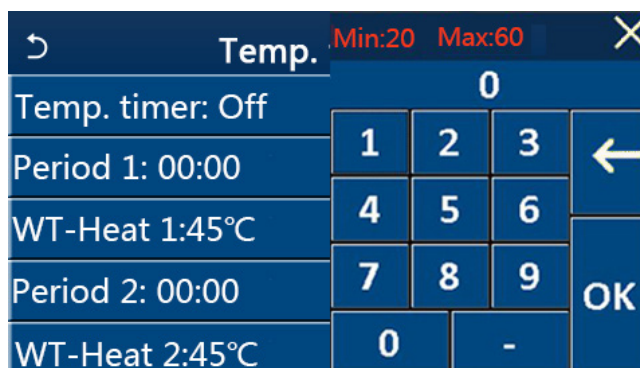 Temp.
Temp. timer: Off
Period 1: 00:00
WT-Heat 1:45℃
Period 2: 00:00
WT-Heat 2:45℃
Min:20 Max:60
0
1 2 3
4 5 6
7 8 9
OK
0 -